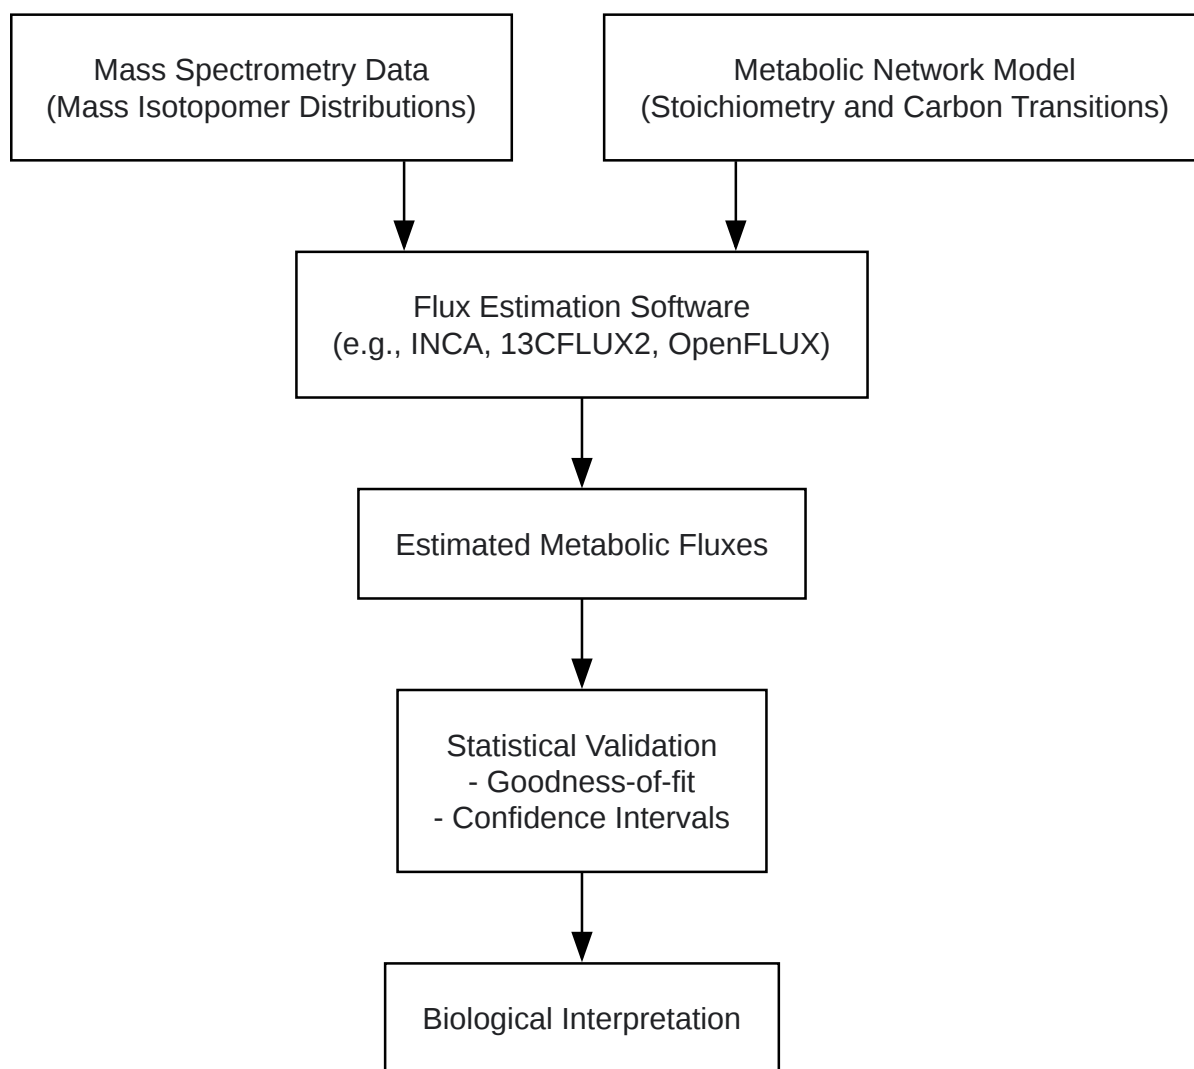 Mass Spectrometry Data
(Mass Isotopomer Distributions)
Metabolic Network Model
(Stoichiometry and Carbon Transitions)
Flux Estimation Software
(e.g., INCA, 13CFLUX2, OpenFLUX)
Estimated Metabolic Fluxes
Statistical Validation
- Goodness-of-fit
- Confidence Intervals
Biological Interpretation